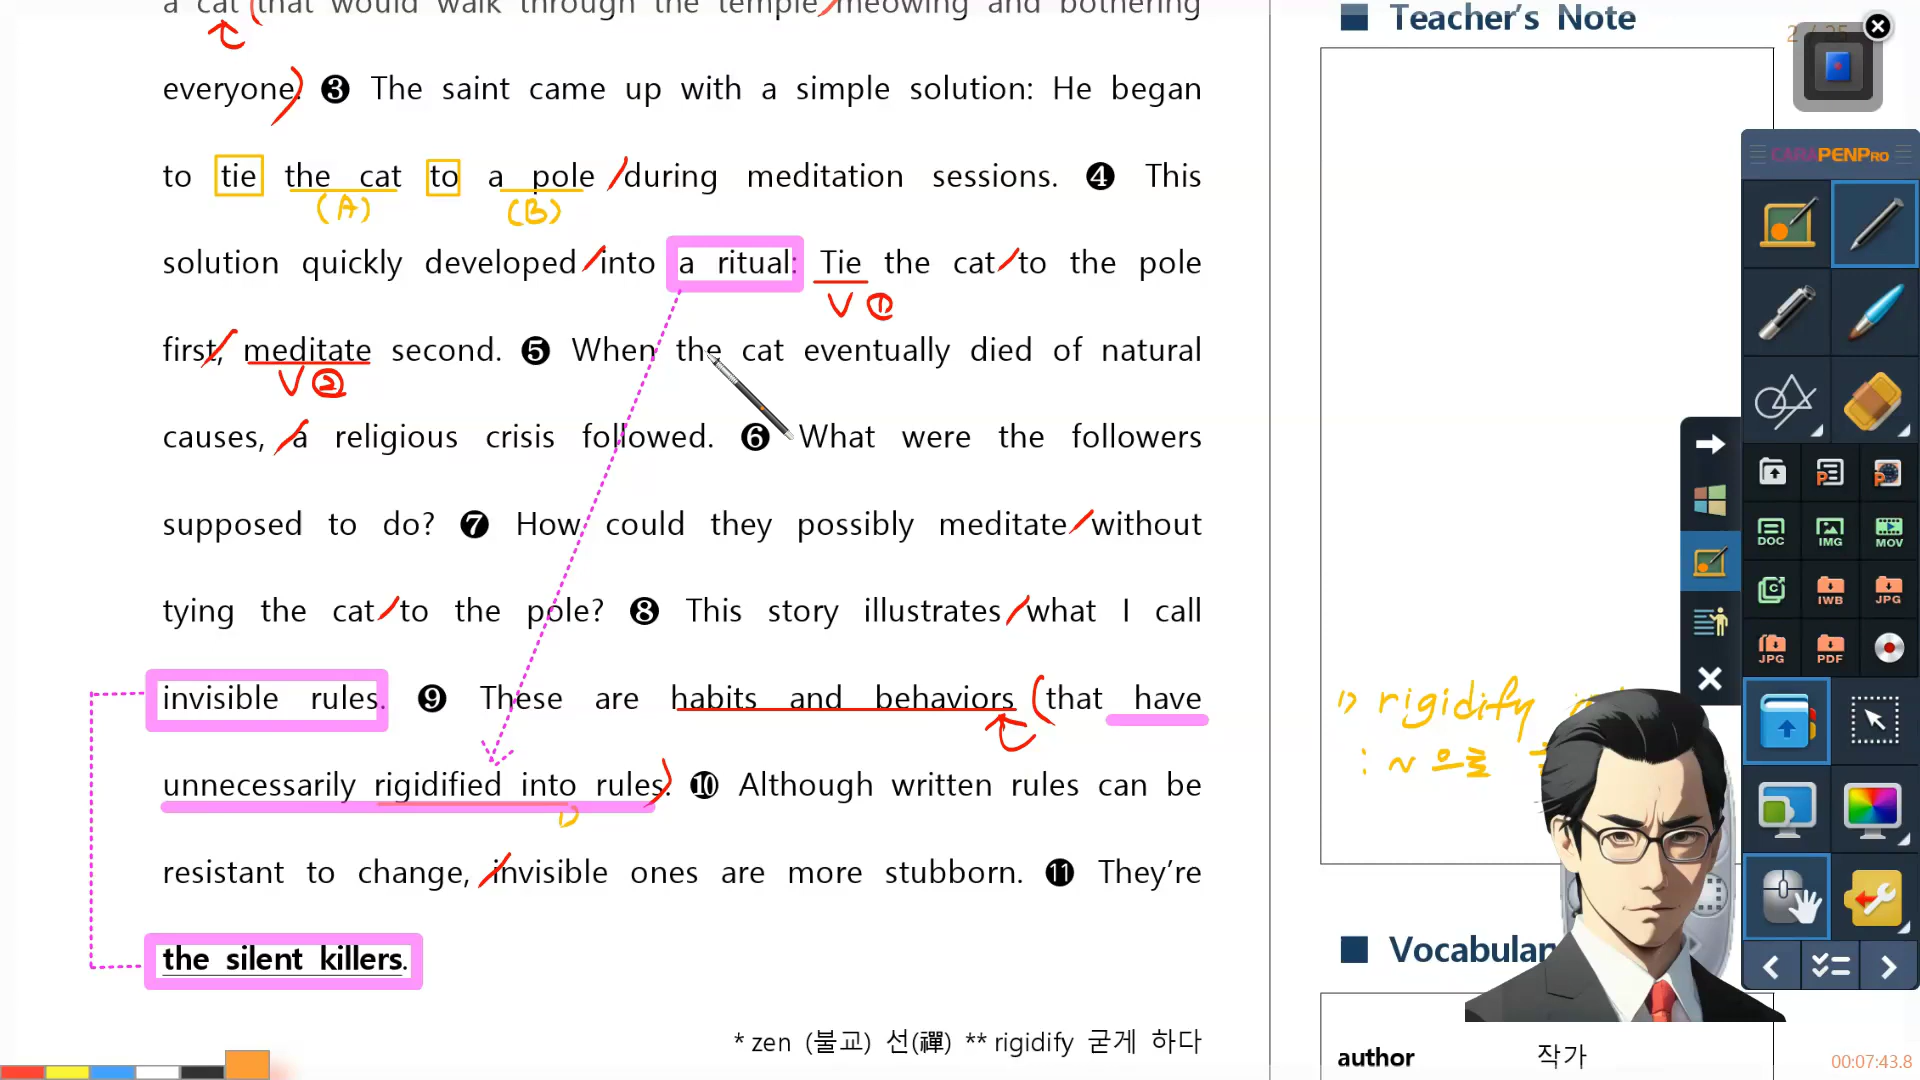 a cat (that would walk through the temple, meowing and bothering
everyone.) ❸ The saint came up with a simple solution: He began
to tie the cat to a pole / during meditation sessions. ❹ This
(A) (B)
solution quickly developed / into a ritual: Tie the cat / to the pole
V ①
first, / meditate second. ❺ When the cat eventually died of natural
V ②
causes, / a religious crisis followed. ❻ What were the followers
supposed to do? ❼ How could they possibly meditate / without
tying the cat / to the pole? ❽ This story illustrates / what I call
invisible rules. ❾ These are habits and behaviors (that have
unnecessarily rigidified into rules.) ❿ Although written rules can be
1)
resistant to change, / invisible ones are more stubborn. ⓫ They're
the silent killers.
* zen (불교) 선(禪) ** rigidify 굳게 하다
Teacher's Note
1) rigidify
: ~ 으로
Vocabular
author 작가
2 / 25
CARAPENPRO
DOC IMG MOV
IWB JPG
JPG PDF
00:07:43.8